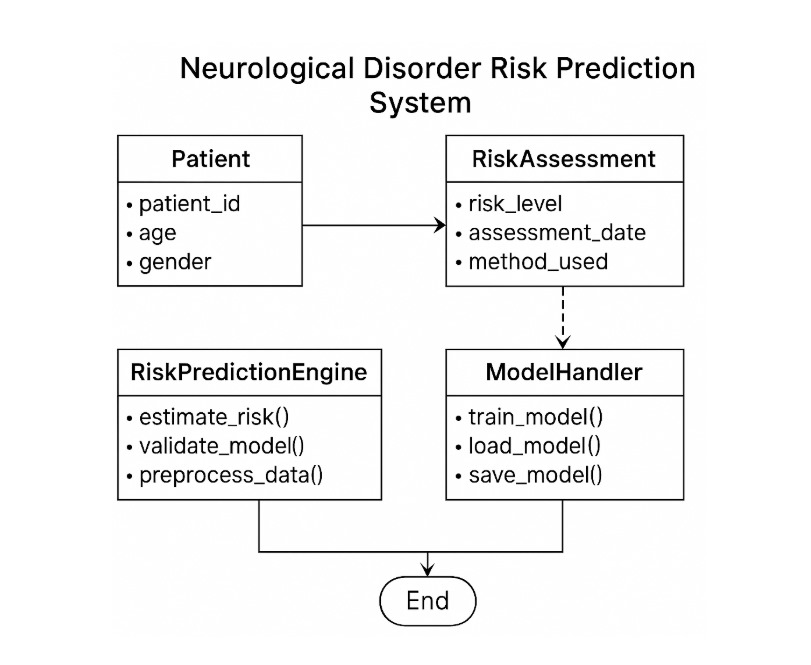 Neurological Disorder Risk Prediction
System
Patient
• patient_id
• age
• gender
RiskAssessment
• risk_level
• assessment_date
• method_used
RiskPredictionEngine
• estimate_risk()
• validate_model()
• preprocess_data()
ModelHandler
• train_model()
• load_model()
• save_model()
End